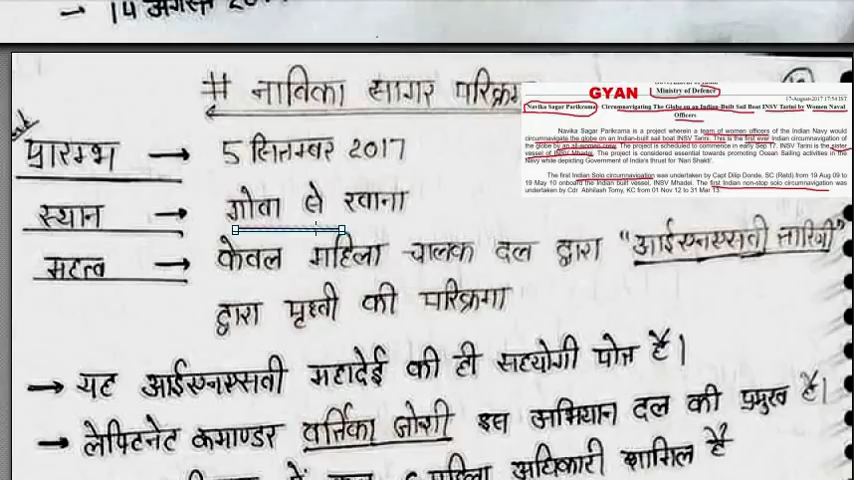 → 14 अगस्त
# नाविका सागर परिक्रमा
प्रारम्भ → 5 सितम्बर 2017
स्थान → गोवा से रवाना
महत्व → केवल महिला चालक दल द्वारा "आईएनएसवी तारिणी"
द्वारा पृथ्वी की परिक्रमा
→ यह आईएनएसवी महादेई की ही सहयोगी पोत है।
→ लेफ्टिनेंट कमाण्डर वर्तिका जोशी इस अभियान दल की प्रमुख है।
6 महिला अधिकारी शामिल है
GYAN
Ministry of Defence
17-August-2017 17:54 IST
Navika Sagar Parikrama - Circumnavigating The Globe on an Indian-Built Sail Boat INSV Tarini by Women Naval
Officers
Navika Sagar Parikrama is a project wherein a team of women officers of the Indian Navy would
circumnavigate the globe on an Indian-built sail boat INSV Tarini. This is the first ever Indian circumnavigation of
the globe by an all-women crew. The project is scheduled to commence in early Sep 17. INSV Tarini is the sister
vessel of INSV Mhadei. The project is considered essential towards promoting Ocean Sailing activities in the
Navy while depicting Government of India's thrust for 'Nari Shakti'.
The first Indian Solo circumnavigation was undertaken by Capt Dilip Donde, SC (Retd) from 19 Aug 09 to
19 May 10 onboard the Indian built vessel, INSV Mhadei. The first Indian non-stop solo circumnavigation was
undertaken by Cdr Abhilash Tomy, KC from 01 Nov 12 to 31 Mar 13.